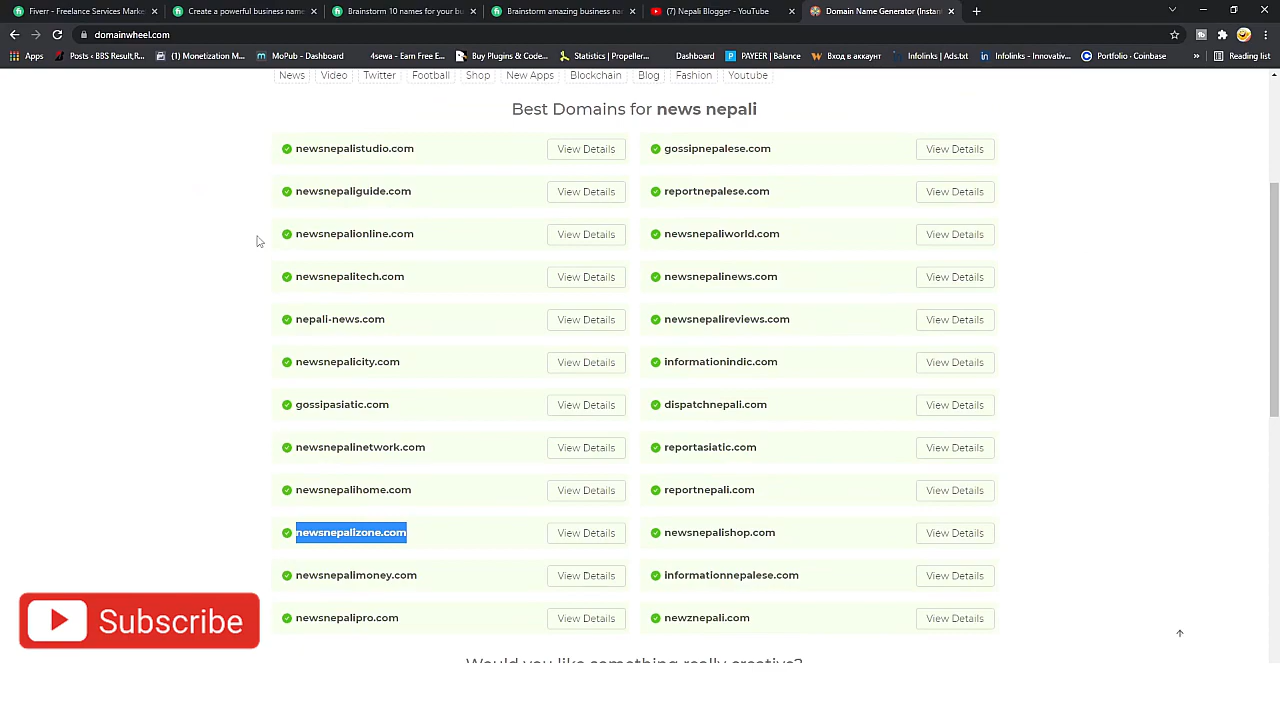 Fiverr - Freelance Services Mark
Create a powerful business name
Brainstorm 10 names for your bu
Brainstorm amazing business na
(7) Nepali Blogger - YouTube
Domain Name Generator (Instan
domainwheel.com
Apps
Posts ‹ BBS Result,R...
(1) Monetization M...
MoPub - Dashboard
4sewa - Earn Free E...
Buy Plugins & Code...
Statistics | Propeller...
Dashboard
PAYEER | Balance
Вход в аккаунт
Infolinks | Ads.txt
Infolinks - Innovativ...
Portfolio - Coinbase
»
Reading list
News
Video
Twitter
Football
Shop
New Apps
Blockchain
Blog
Fashion
Youtube
Best Domains for news nepali
newsnepalistudio.com View Details gossipnepalese.com View Details
newsnepaliguide.com View Details reportnepalese.com View Details
newsnepalionline.com View Details newsnepaliworld.com View Details
newsnepalitech.com View Details newsnepalinews.com View Details
nepali-news.com View Details newsnepalireviews.com View Details
newsnepalicity.com View Details informationindic.com View Details
gossipasiatic.com View Details dispatchnepali.com View Details
newsnepalinetwork.com View Details reportasiatic.com View Details
newsnepalihome.com View Details reportnepali.com View Details
newsnepalizone.com View Details newsnepalishop.com View Details
newsnepalimoney.com View Details informationnepalese.com View Details
newsnepalipro.com View Details newznepali.com View Details
Subscribe
Would you like something really creative?